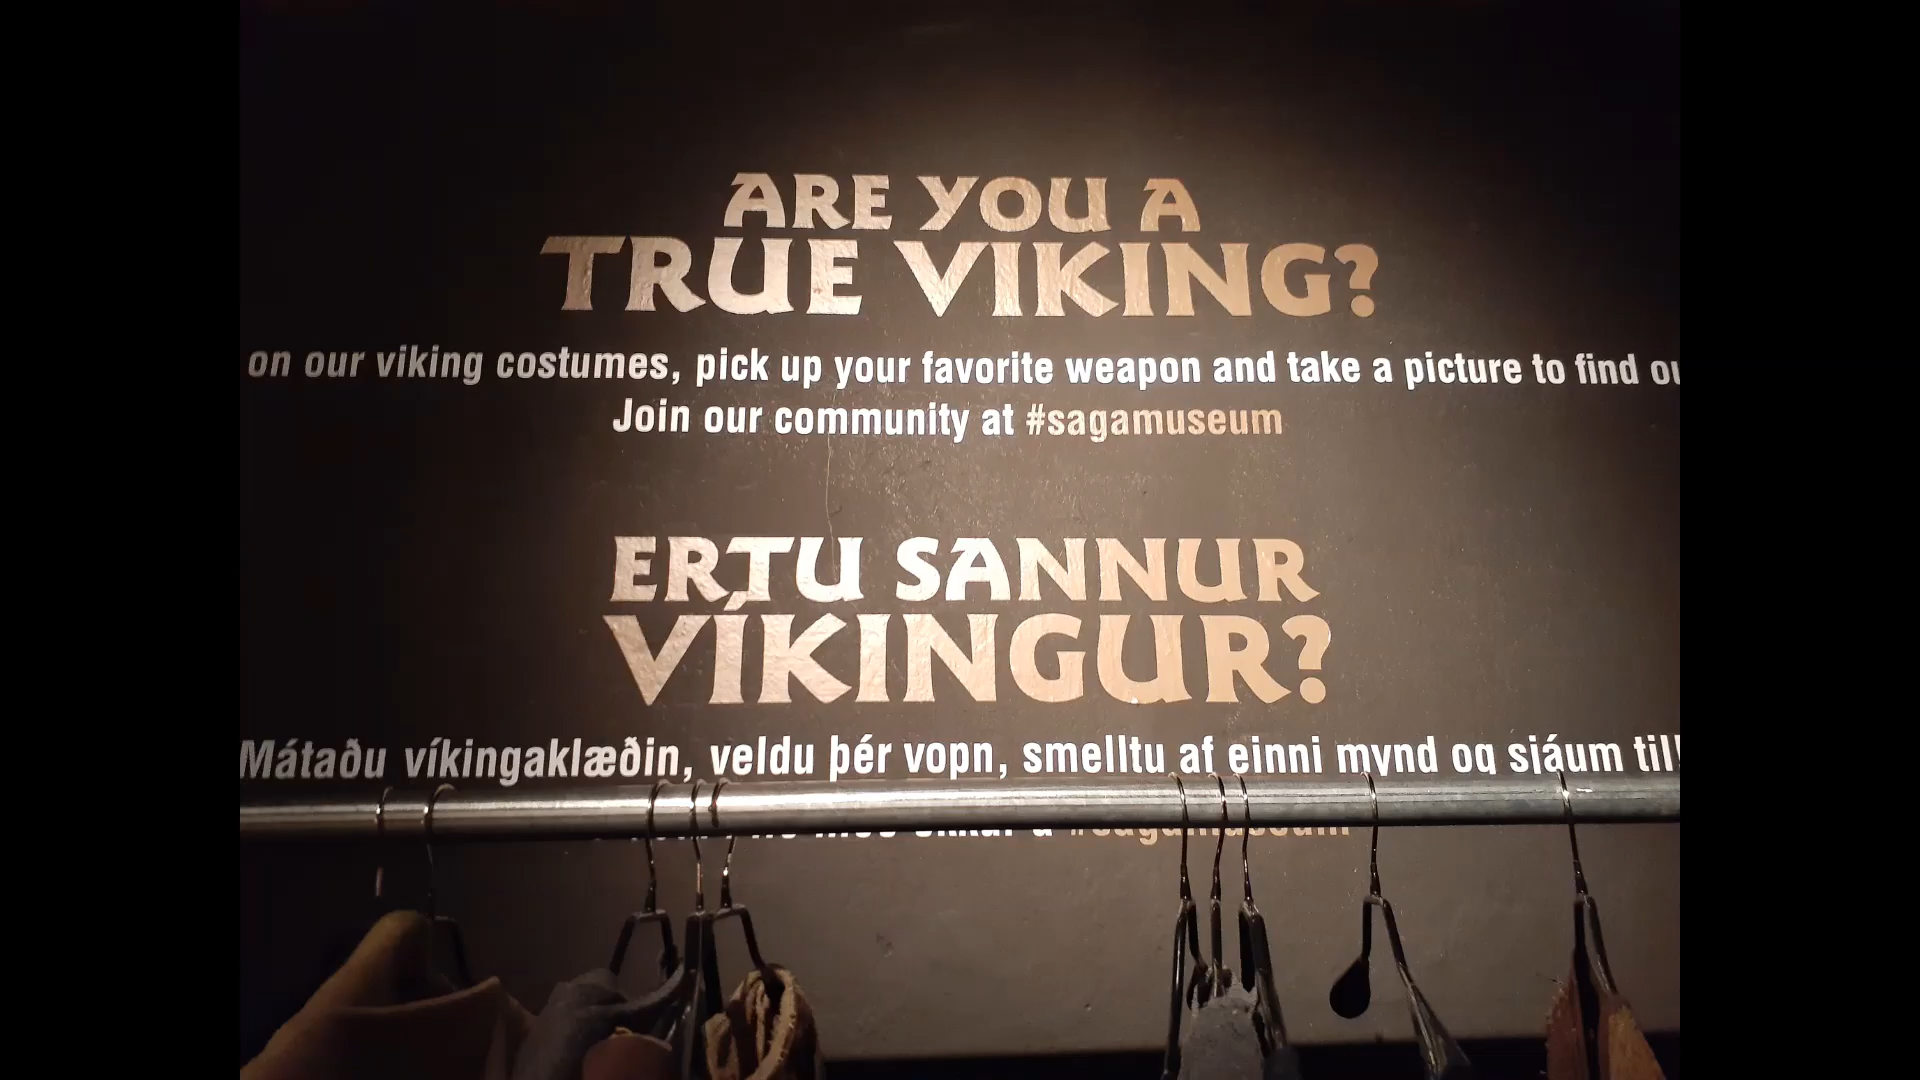 ARE YOU A
TRUE VIKING?
on our viking costumes, pick up your favorite weapon and take a picture to find
Join our community at #sagamuseum
ERTU SANNUR
VÍKINGUR?
Mátaðu víkingaklæðin, veldu þér vopn, smelltu af einni mynd og sjáum til!
#sagamuseum